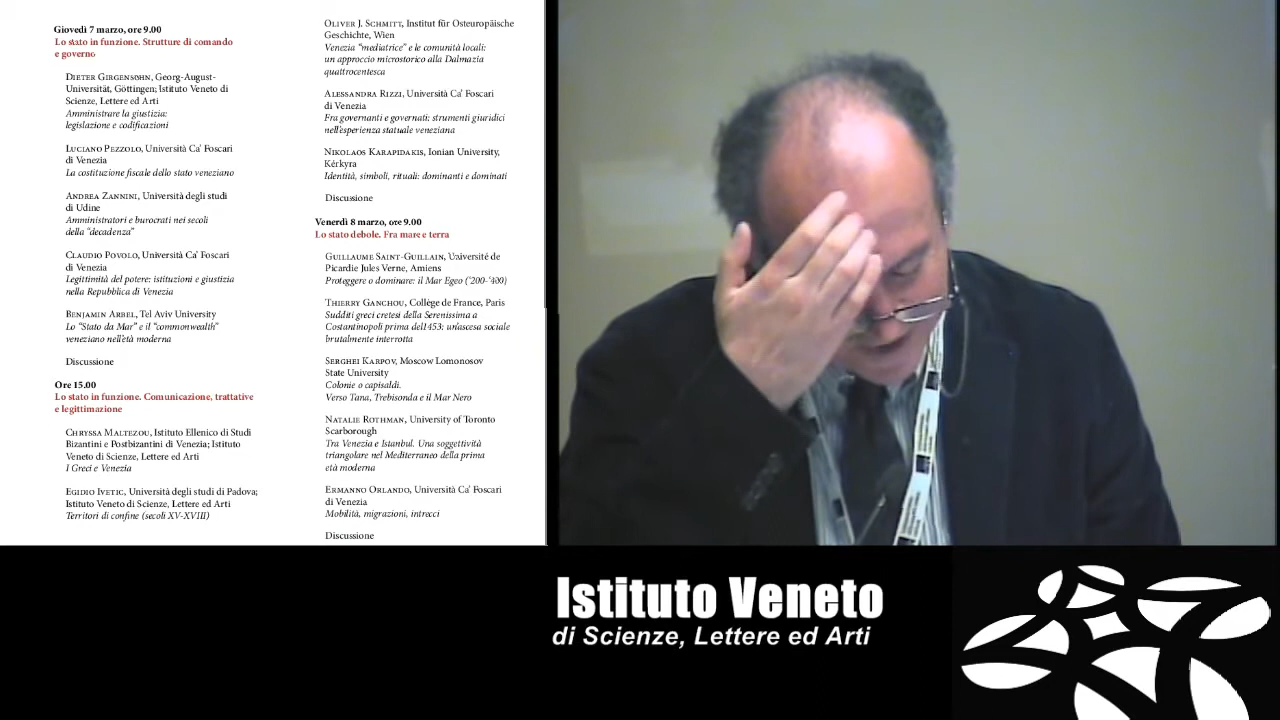 Giovedì 7 marzo, ore 9.00
Lo stato in funzione. Strutture di comando
e governo
Dieter Girgensohn, Georg-August-
Universität, Göttingen; Istituto Veneto di
Scienze, Lettere ed Arti
Amministrare la giustizia:
legislazione e codificazioni
Luciano Pezzolo, Università Ca' Foscari
di Venezia
La costituzione fiscale dello stato veneziano
Andrea Zannini, Università degli studi
di Udine
Amministratori e burocrati nei secoli
della "decadenza"
Claudio Povolo, Università Ca' Foscari
di Venezia
Legittimità del potere: istituzioni e giustizia
nella Repubblica di Venezia
Benjamin Arbel, Tel Aviv University
Lo "Stato da Mar" e il "commonwealth"
veneziano nell'età moderna
Discussione
Ore 15.00
Lo stato in funzione. Comunicazione, trattative
e legittimazione
Chryssa Maltezou, Istituto Ellenico di Studi
Bizantini e Postbizantini di Venezia; Istituto
Veneto di Scienze, Lettere ed Arti
I Greci e Venezia
Egidio Ivetic, Università degli studi di Padova;
Istituto Veneto di Scienze, Lettere ed Arti
Territori di confine (secoli XV-XVIII)
Oliver J. Schmitt, Institut für Osteuropäische
Geschichte, Wien
Venezia "mediatrice" e le comunità locali:
un approccio microstorico alla Dalmazia
quattrocentesca
Alessandra Rizzi, Università Ca' Foscari
di Venezia
Fra governanti e governati: strumenti giuridici
nell'esperienza statuale veneziana
Nikolaos Karapidakis, Ionian University,
Kérkyra
Identità, simboli, rituali: dominanti e dominati
Discussione
Venerdì 8 marzo, ore 9.00
Lo stato debole. Fra mare e terra
Guillaume Saint-Guillain, Université de
Picardie Jules Verne, Amiens
Proteggere o dominare: il Mar Egeo ('200-'400)
Thierry Ganchou, Collège de France, Paris
Sudditi greci cretesi della Serenissima a
Costantinopoli prima del1453: un'ascesa sociale
brutalmente interrotta
Serghei Karpov, Moscow Lomonosov
State University
Colonie o capisaldi.
Verso Tana, Trebisonda e il Mar Nero
Natalie Rothman, University of Toronto
Scarborough
Tra Venezia e Istanbul. Una soggettività
triangolare nel Mediterraneo della prima
età moderna
Ermanno Orlando, Università Ca' Foscari
di Venezia
Mobilità, migrazioni, intrecci
Discussione
Istituto Veneto
di Scienze, Lettere ed Arti